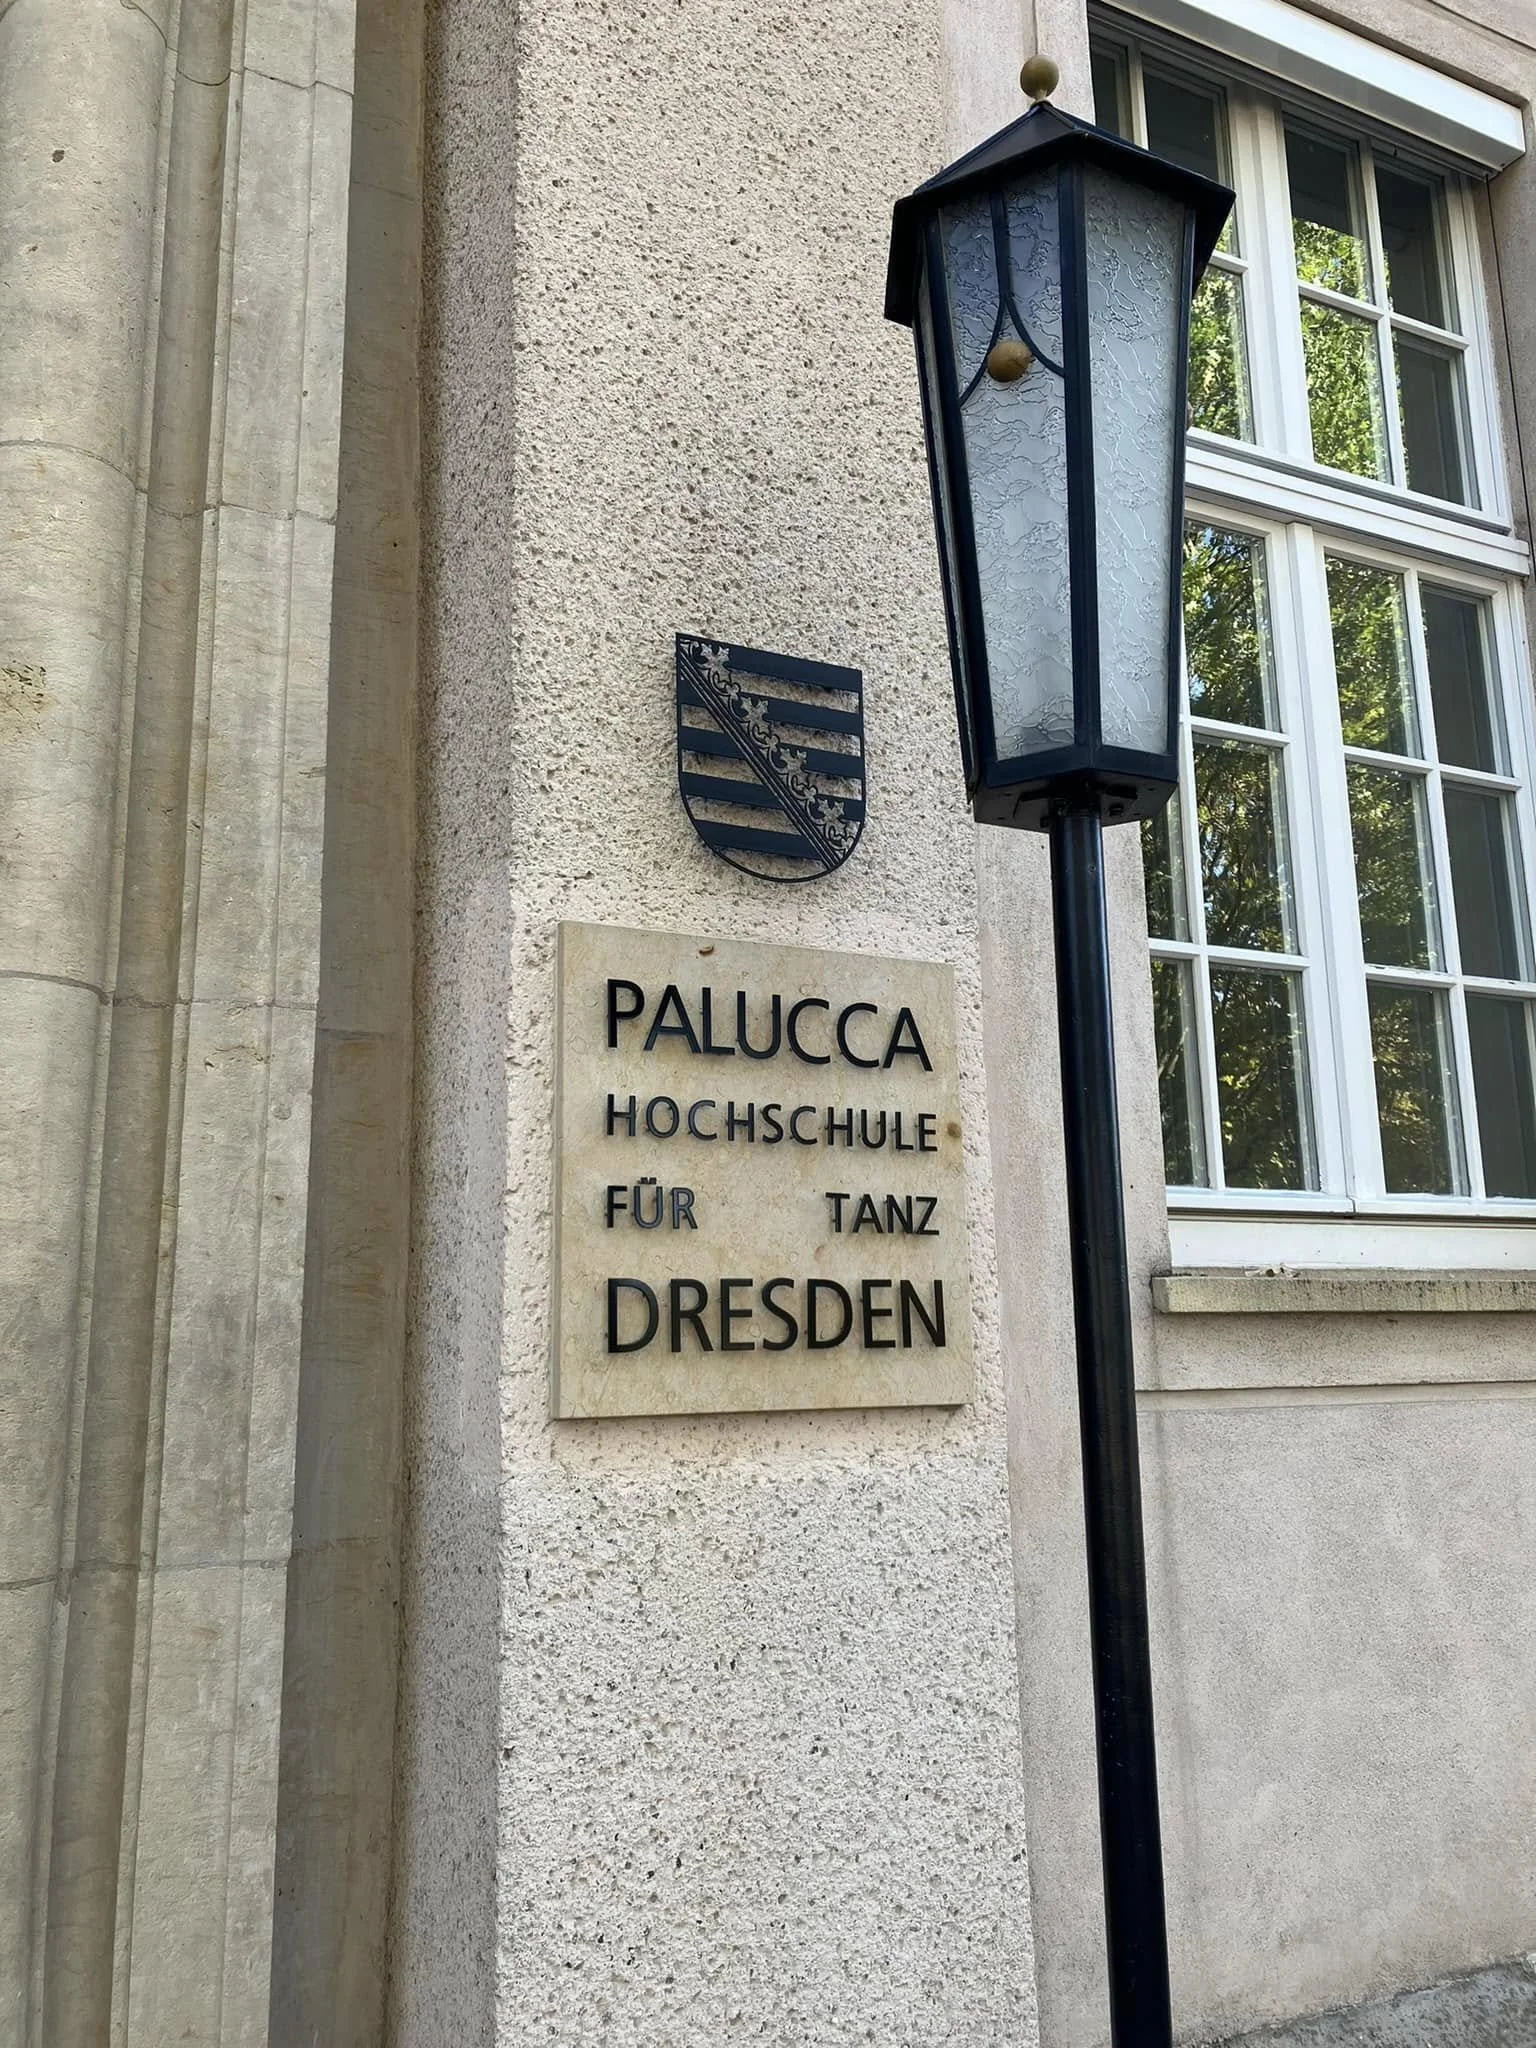 PALUCCA
HOCHSCHULE
FÜR TANZ
DRESDEN